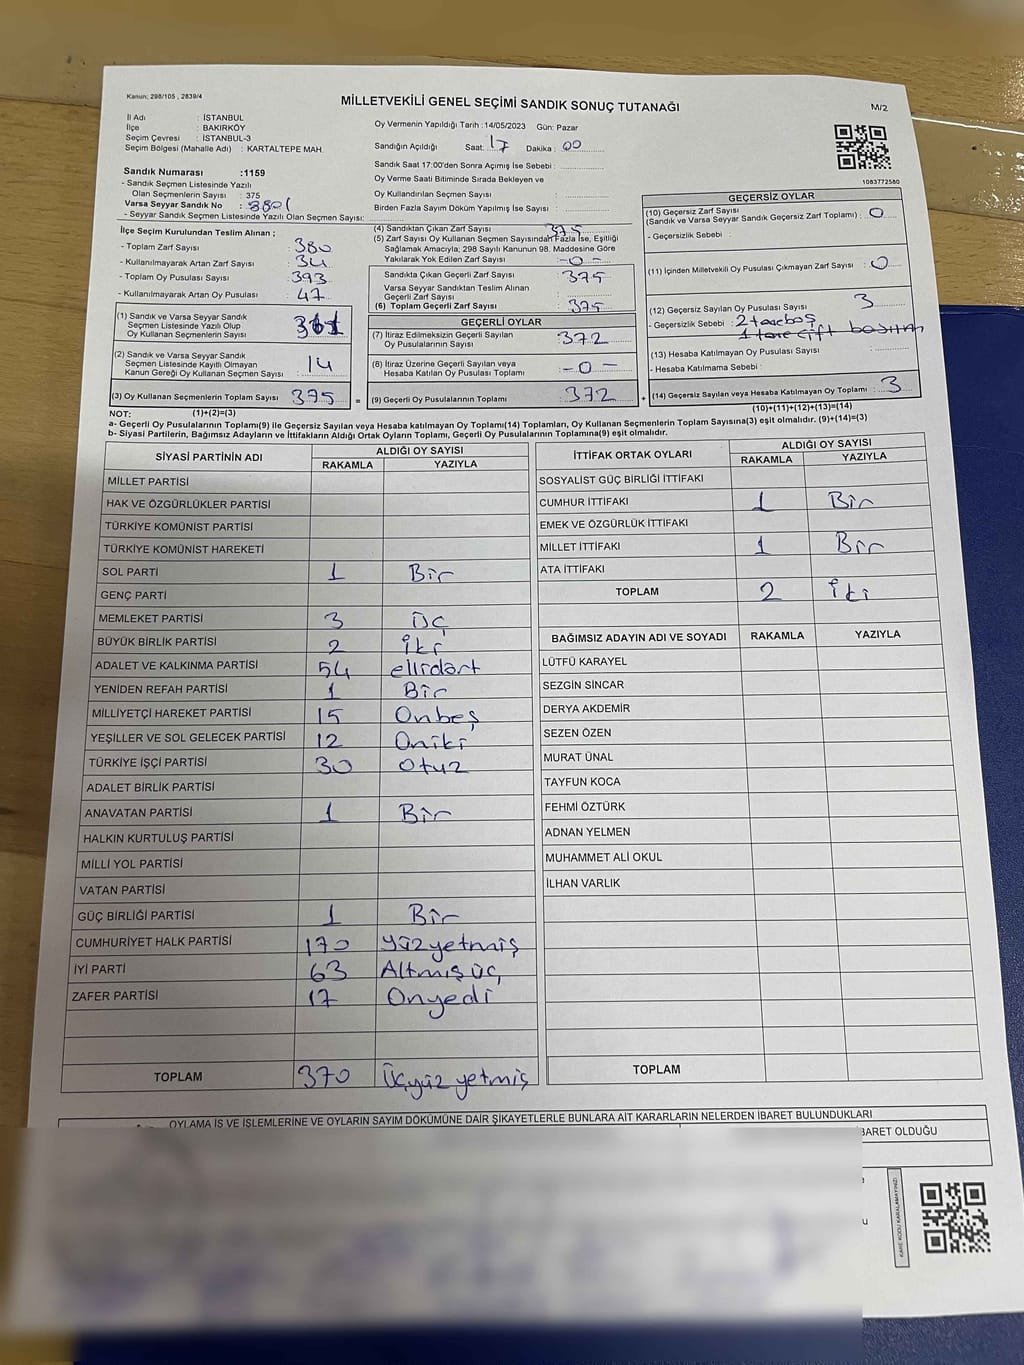 Kanun; 298/105 , 2839/4
MİLLETVEKİLİ GENEL SEÇİMİ SANDIK SONUÇ TUTANAĞI
M/2
İl Adı : İSTANBUL
İlçe : BAKIRKÖY
Seçim Çevresi : İSTANBUL-3
Seçim Bölgesi (Mahalle Adı) : KARTALTEPE MAH.
Oy Vermenin Yapıldığı Tarih :14/05/2023 Gün: Pazar
Sandığın Açıldığı Saat: 17 Dakika : 00
Sandık Saat 17:00'den Sonra Açılmış İse Sebebi :
Oy Verme Saati Bitiminde Sırada Bekleyen ve
Oy Kullandırılan Seçmen Sayısı :
Birden Fazla Sayım Döküm Yapılmış İse Sayısı :
1083772580
Sandık Numarası :1159
- Sandık Seçmen Listesinde Yazılı
Olan Seçmenlerin Sayısı : 375
Varsa Seyyar Sandık No :
- Seyyar Sandık Seçmen Listesinde Yazılı Olan Seçmen Sayısı:
İlçe Seçim Kurulundan Teslim Alınan ;
- Toplam Zarf Sayısı : 380
- Kullanılmayarak Artan Zarf Sayısı : 34
- Toplam Oy Pusulası Sayısı : 393
- Kullanılmayarak Artan Oy Pusulası : 47
(1) Sandık ve Varsa Seyyar Sandık
Seçmen Listesinde Yazılı Olup
Oy Kullanan Seçmenlerin Sayısı : 361
(2) Sandık ve Varsa Seyyar Sandık
Seçmen Listesinde Kayıtlı Olmayan
Kanun Gereği Oy Kullanan Seçmen Sayısı : 14
(3) Oy Kullanan Seçmenlerin Toplam Sayısı : 375
(4) Sandıktan Çıkan Zarf Sayısı : 375
(5) Zarf Sayısı Oy Kullanan Seçmen Sayısından Fazla İse, Eşitliği
Sağlamak Amacıyla; 298 Sayılı Kanunun 98. Maddesine Göre
Yakılarak Yok Edilen Zarf Sayısı : -0-
Sandıkta Çıkan Geçerli Zarf Sayısı : 375
Varsa Seyyar Sandıktan Teslim Alınan
Geçerli Zarf Sayısı :
(6) Toplam Geçerli Zarf Sayısı : 375
GEÇERLİ OYLAR
(7) İtiraz Edilmeksizin Geçerli Sayılan
Oy Pusulalarının Sayısı : 372
(8) İtiraz Üzerine Geçerli Sayılan veya
Hesaba Katılan Oy Pusulası Toplamı : -0-
= (9) Geçerli Oy Pusulalarının Toplamı : 372
GEÇERSİZ OYLAR
(10) Geçersiz Zarf Sayısı
(Sandık ve Varsa Seyyar Sandık Geçersiz Zarf Toplamı) : 0
- Geçersizlik Sebebi :
(11) İçinden Milletvekili Oy Pusulası Çıkmayan Zarf Sayısı : 0
(12) Geçersiz Sayılan Oy Pusulası Sayısı : 3
- Geçersizlik Sebebi : 2 tane boş
1 tane çift basım
(13) Hesaba Katılmayan Oy Pusulası Sayısı :
- Hesaba Katılmama Sebebi :
+ (14) Geçersiz Sayılan veya Hesaba Katılmayan Oy Toplamı : 3
NOT: (1)+(2)=(3) (10)+(11)+(12)+(13)=(14)
a- Geçerli Oy Pusulalarının Toplamı(9) ile Geçersiz Sayılan veya Hesaba katılmayan Oy Toplamı(14) Toplamları, Oy Kullanan Seçmenlerin Toplam Sayısına(3) eşit olmalıdır. (9)+(14)=(3)
b- Siyasi Partilerin, Bağımsız Adayların ve İttifakların Aldığı Ortak Oyların Toplamı, Geçerli Oy Pusulalarının Toplamına(9) eşit olmalıdır.
SİYASİ PARTİNİN ADI ALDIĞI OY SAYISI
RAKAMLA YAZIYLA
MİLLET PARTİSİ
HAK VE ÖZGÜRLÜKLER PARTİSİ
TÜRKİYE KOMÜNİST PARTİSİ
TÜRKİYE KOMÜNİST HAREKETİ
SOL PARTİ 1 Bir
GENÇ PARTİ
MEMLEKET PARTİSİ 3 Üç
BÜYÜK BİRLİK PARTİSİ 2 İki
ADALET VE KALKINMA PARTİSİ 54 ellidört
YENİDEN REFAH PARTİSİ 1 Bir
MİLLİYETÇİ HAREKET PARTİSİ 15 Onbeş
YEŞİLLER VE SOL GELECEK PARTİSİ 12 Oniki
TÜRKİYE İŞÇİ PARTİSİ 30 Otuz
ADALET BİRLİK PARTİSİ
ANAVATAN PARTİSİ 1 Bir
HALKIN KURTULUŞ PARTİSİ
MİLLİ YOL PARTİSİ
VATAN PARTİSİ
GÜÇ BİRLİĞİ PARTİSİ 1 Bir
CUMHURİYET HALK PARTİSİ 170 Yüzyetmiş
İYİ PARTİ 63 Altmışüç
ZAFER PARTİSİ 17 Onyedi
TOPLAM 370 Üçyüzyetmiş
İTTİFAK ORTAK OYLARI ALDIĞI OY SAYISI
RAKAMLA YAZIYLA
SOSYALİST GÜÇ BİRLİĞİ İTTİFAKI
CUMHUR İTTİFAKI 1 Bir
EMEK VE ÖZGÜRLÜK İTTİFAKI
MİLLET İTTİFAKI 1 Bir
ATA İTTİFAKI
TOPLAM 2 İki
BAĞIMSIZ ADAYIN ADI VE SOYADI RAKAMLA YAZIYLA
LÜTFÜ KARAYEL
SEZGİN SİNCAR
DERYA AKDEMİR
SEZEN ÖZEN
MURAT ÜNAL
TAYFUN KOCA
FEHMİ ÖZTÜRK
ADNAN YELMEN
MUHAMMET ALİ OKUL
İLHAN VARLIK
TOPLAM
OYLAMA İŞ VE İŞLEMLERİNE VE OYLARIN SAYIM DÖKÜMÜNE DAİR ŞİKAYETLERLE BUNLARA AİT KARARLARIN NELERDEN İBARET BULUNDUKLARI
İBARET OLDUĞU
KARE KODU KARALAMAYINIZ!